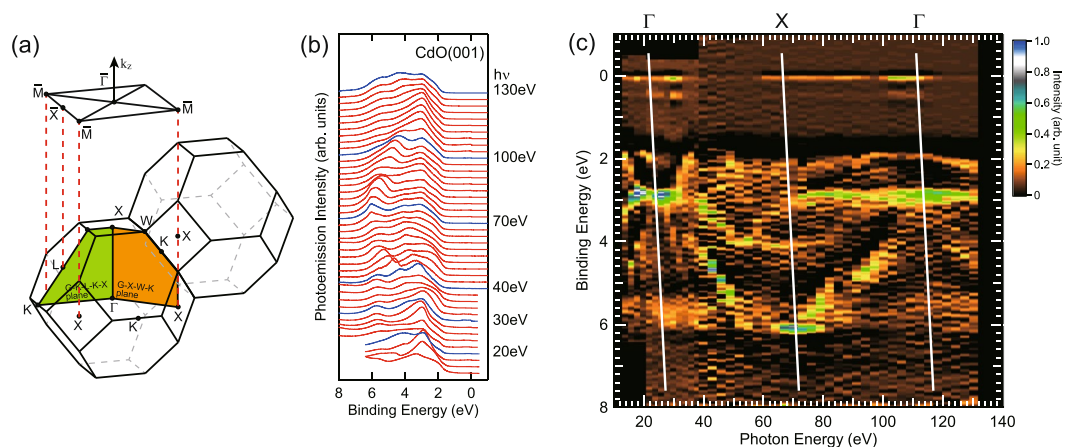 (a)
k_z
Γ̅
M̅
X̅
M̅
M̅
X
W
K
X
L
G-X-W-K
plane
plane
K
Γ
X
X
K
(b)
CdO(001)
hν
130eV
100eV
70eV
40eV
30eV
20eV
Photoemission Intensity (arb. units)
8 6 4 2 0
Binding Energy (eV)
(c)
Γ X Γ
0
2
4
6
8
Binding Energy (eV)
20 40 60 80 100 120 140
Photon Energy (eV)
1.0
0.8
0.6
0.4
0.2
0
Intensity (arb. unit)